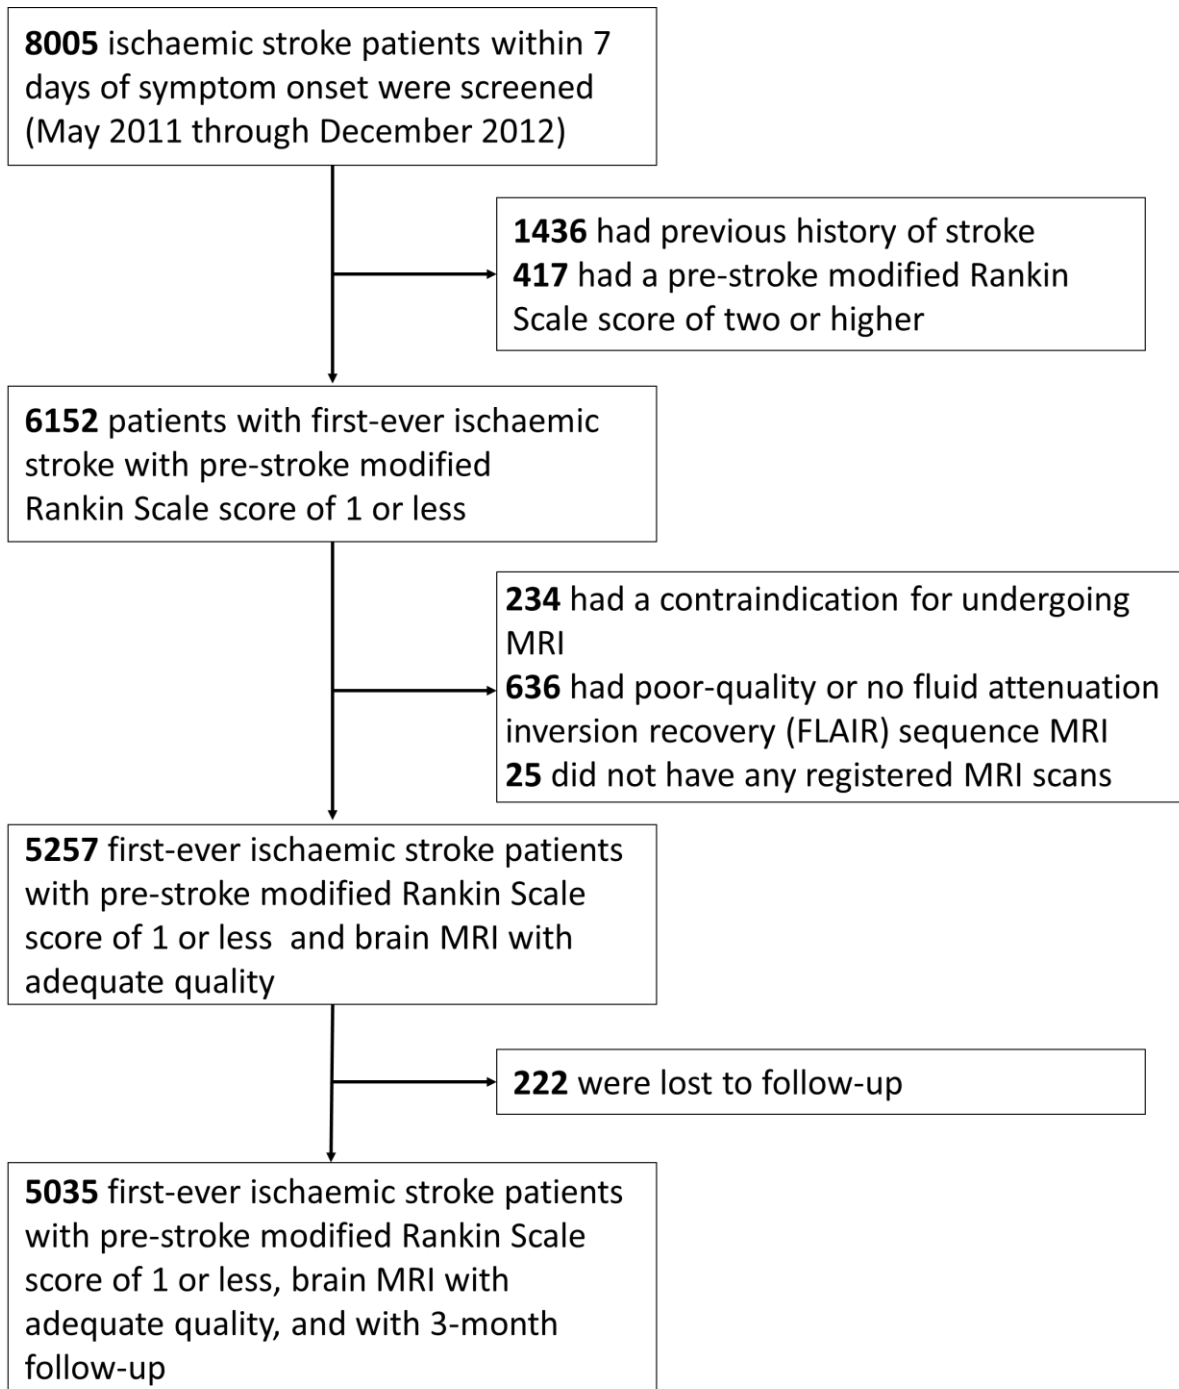 8005 ischaemic stroke patients within 7
days of symptom onset were screened
(May 2011 through December 2012)
1436 had previous history of stroke
417 had a pre-stroke modified Rankin
Scale score of two or higher
6152 patients with first-ever ischaemic
stroke with pre-stroke modified
Rankin Scale score of 1 or less
234 had a contraindication for undergoing
MRI
636 had poor-quality or no fluid attenuation
inversion recovery (FLAIR) sequence MRI
25 did not have any registered MRI scans
5257 first-ever ischaemic stroke patients
with pre-stroke modified Rankin Scale
score of 1 or less  and brain MRI with
adequate quality
222 were lost to follow-up
5035 first-ever ischaemic stroke patients
with pre-stroke modified Rankin Scale
score of 1 or less, brain MRI with
adequate quality, and with 3-month
follow-up